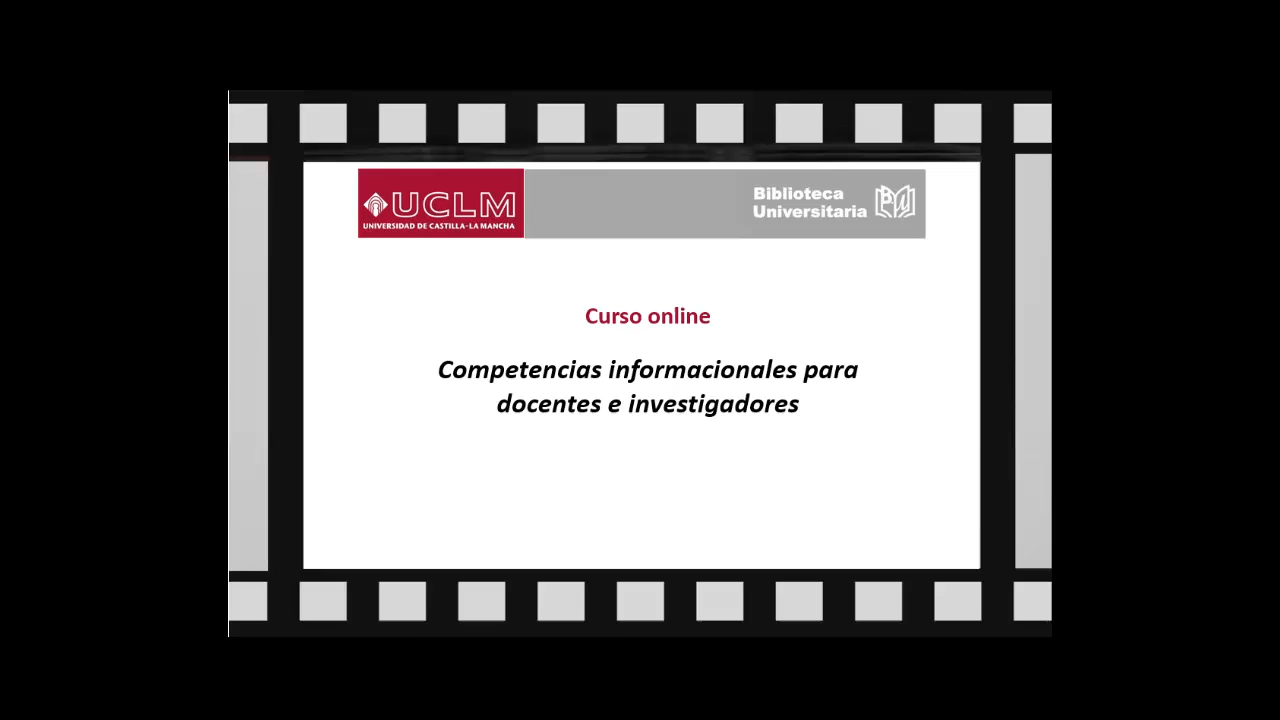 UCLM
UNIVERSIDAD DE CASTILLA-LA MANCHA
Biblioteca
Universitaria
Curso online
Competencias informacionales para
docentes e investigadores